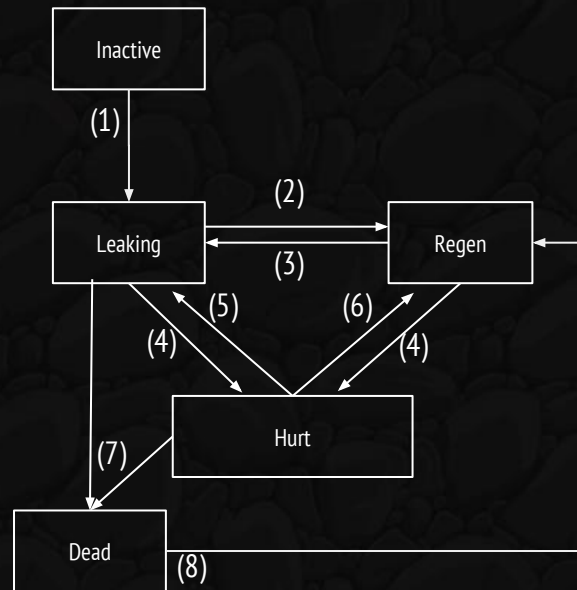 Inactive
(1)
(2)
Leaking
Regen
(3)
(5)
(6)
(4)
(4)
Hurt
(7)
Dead
(8)